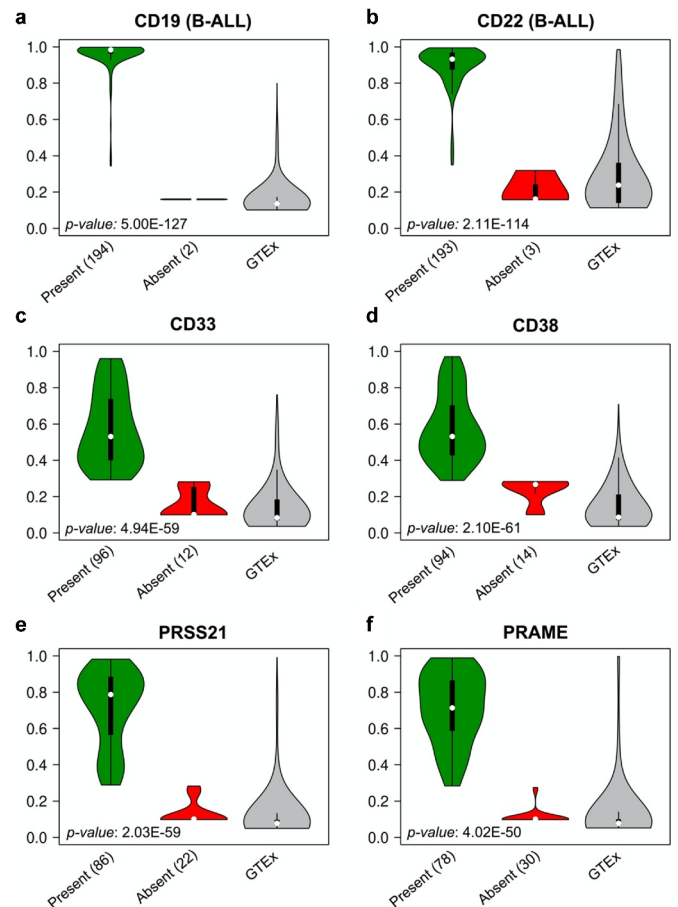 a
CD19 (B-ALL)
1.0
0.8
0.6
0.4
0.2
0.0
p-value: 5.00E-127
Present (194)
Absent (2)
GTEx
b
CD22 (B-ALL)
1.0
0.8
0.6
0.4
0.2
0.0
p-value: 2.11E-114
Present (193)
Absent (3)
GTEx
c
CD33
1.0
0.8
0.6
0.4
0.2
0.0
p-value: 4.94E-59
Present (96)
Absent (12)
GTEx
d
CD38
1.0
0.8
0.6
0.4
0.2
0.0
p-value: 2.10E-61
Present (94)
Absent (14)
GTEx
e
PRSS21
1.0
0.8
0.6
0.4
0.2
0.0
p-value: 2.03E-59
Present (86)
Absent (22)
GTEx
f
PRAME
1.0
0.8
0.6
0.4
0.2
0.0
p-value: 4.02E-50
Present (78)
Absent (30)
GTEx